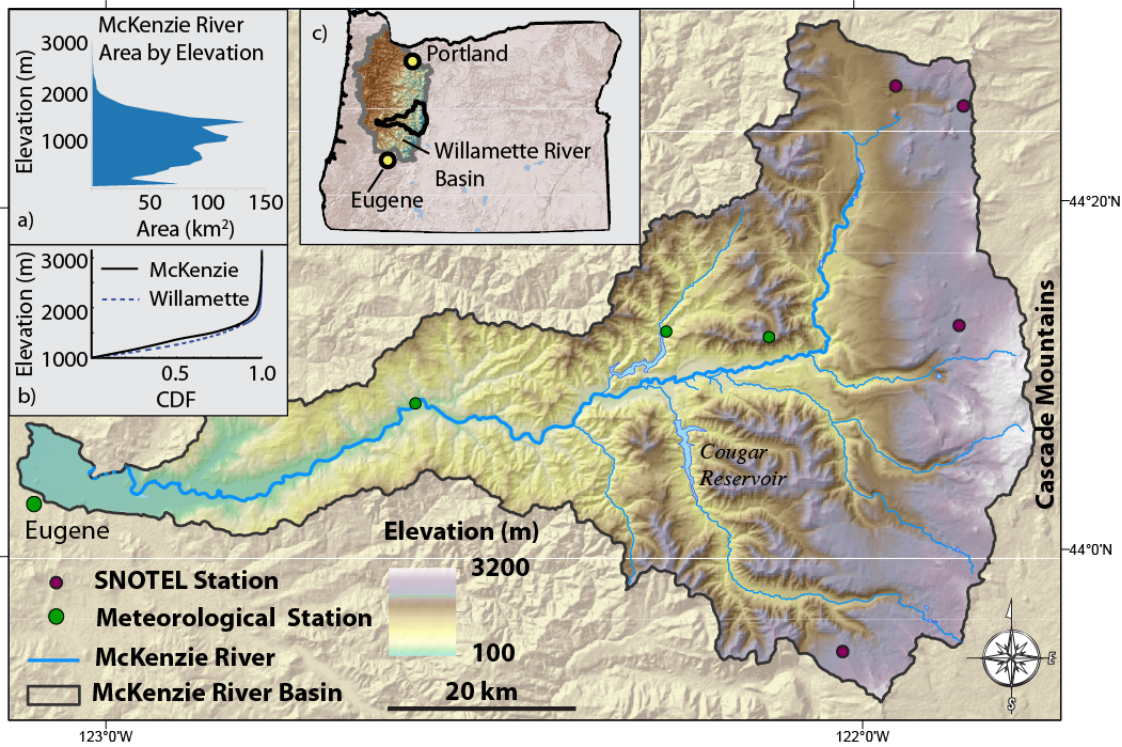 McKenzie River
Area by Elevation
Elevation (m)
3000
2000
1000
50 100 150
Area (km²)
a)
Elevation (m)
3000
2000
1000
McKenzie
Willamette
0.5 1.0
CDF
b)
c)
Portland
Willamette River
Basin
Eugene
44°20'N
44°0'N
Cascade Mountains
Cougar
Reservoir
Eugene
Elevation (m)
3200
100
SNOTEL Station
Meteorological Station
McKenzie River
McKenzie River Basin
20 km
E
S
123°0'W
122°0'W